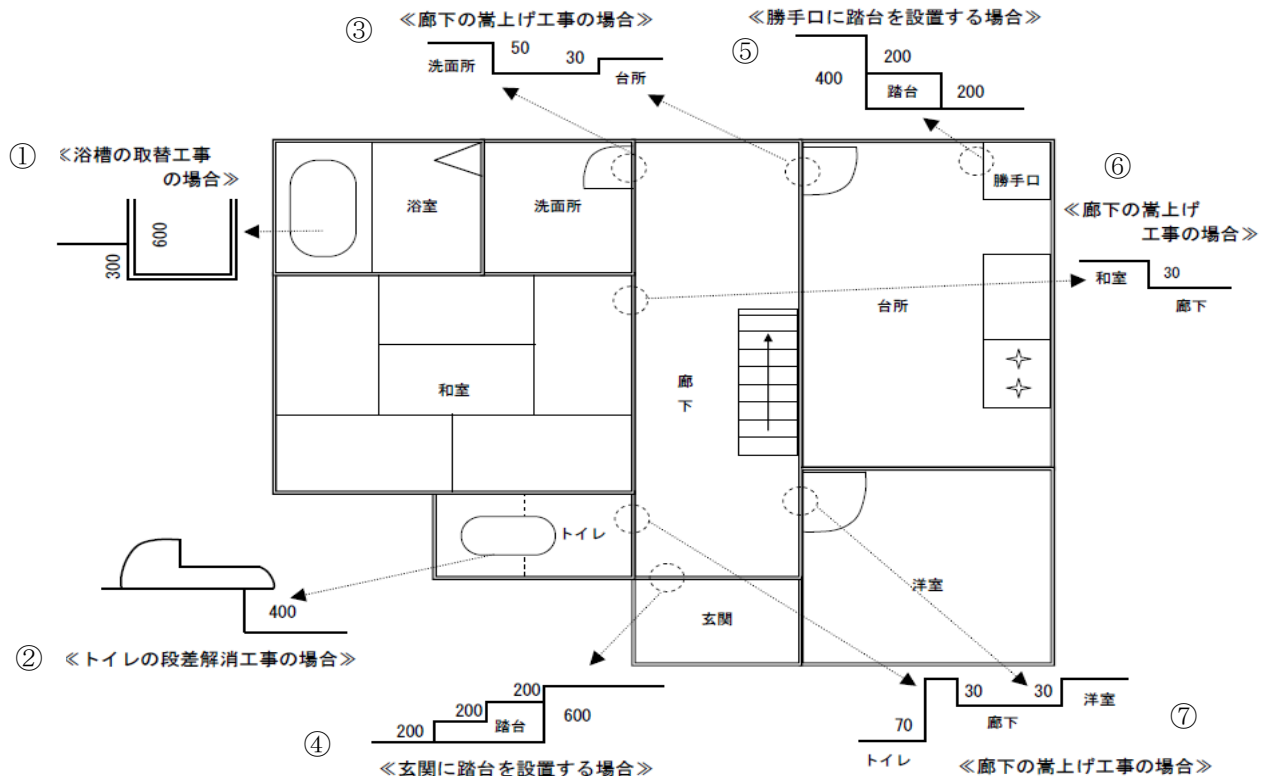 ③ ≪廊下の嵩上げ工事の場合≫
50
30
洗面所
台所
≪勝手口に踏台を設置する場合≫
⑤
200
400
踏台
200
① ≪浴槽の取替工事
の場合≫
600
300
浴室
洗面所
勝手口
⑥
≪廊下の嵩上げ
工事の場合≫
和室
30
廊下
台所
和室
廊
下
トイレ
洋室
玄関
400
② ≪トイレの段差解消工事の場合≫
200
200
200
踏台
600
④
≪玄関に踏台を設置する場合≫
30
30
洋室
70
廊下
トイレ
⑦
≪廊下の嵩上げ工事の場合≫